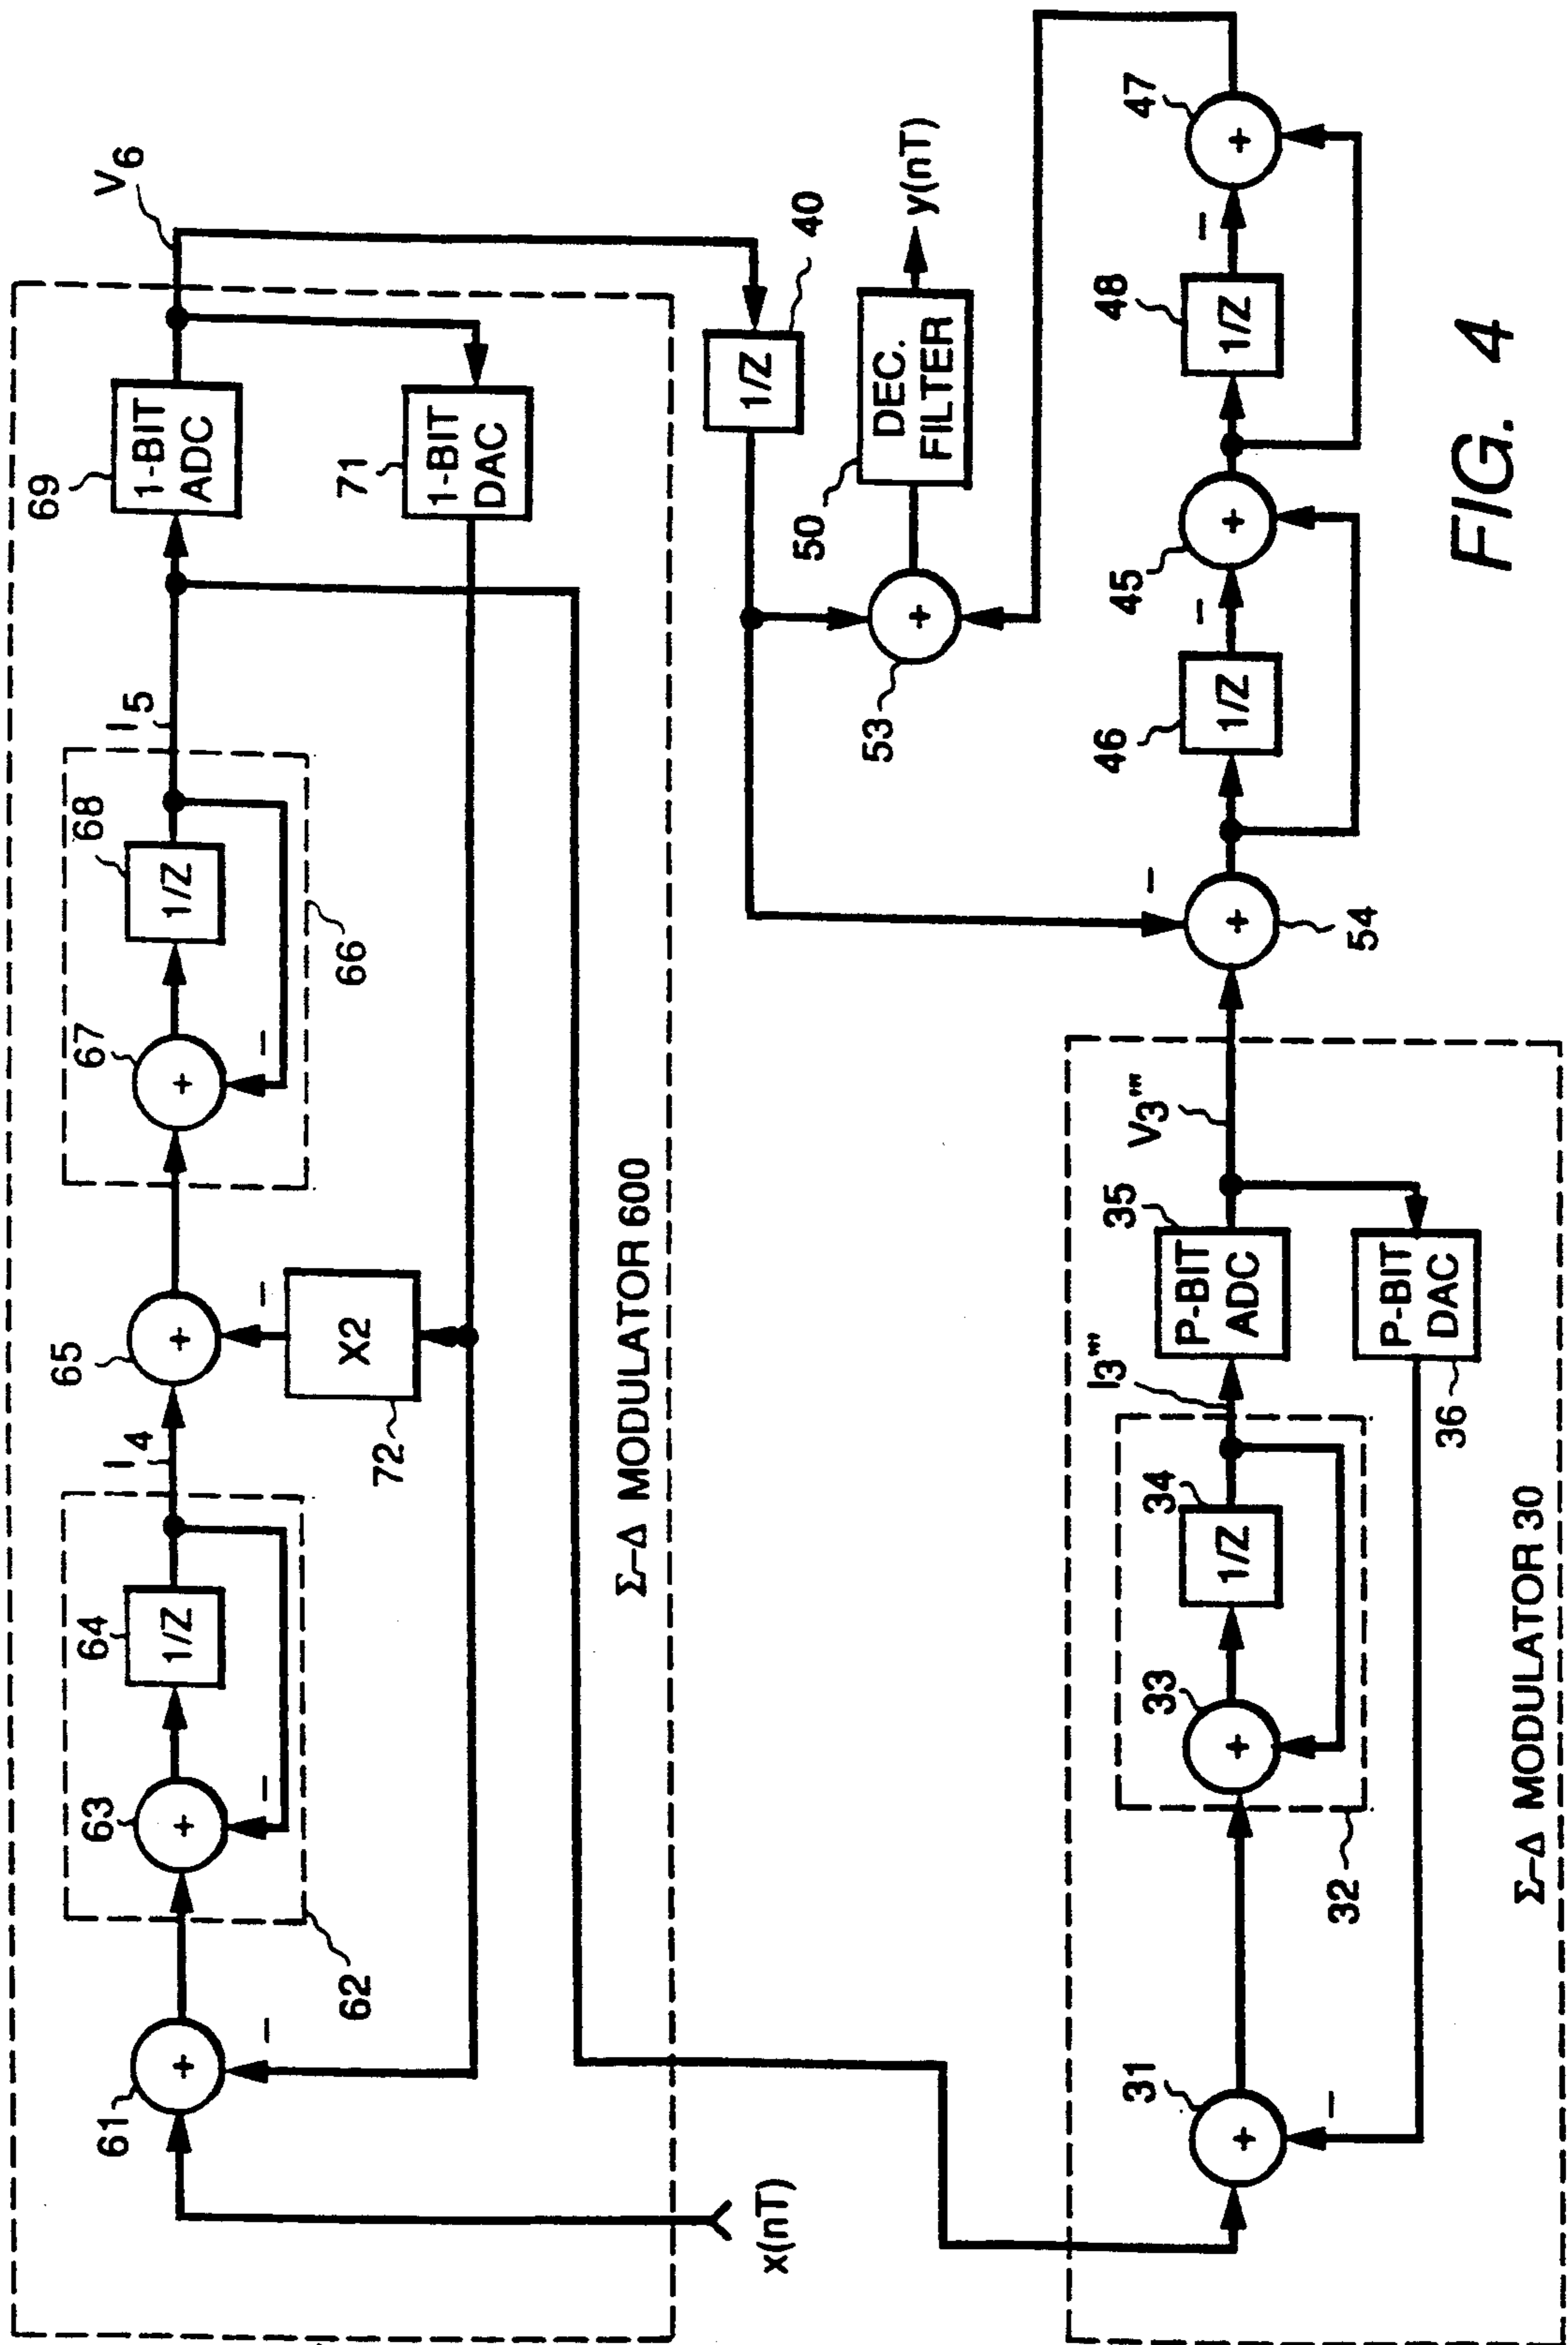 x(nT)
61
+
−
62
63
+
−
64
1/Z
I4
65
+
−
X2
72
66
67
+
−
68
1/Z
I5
69
1-BIT
ADC
V6
71
1-BIT
DAC
Σ–Δ MODULATOR 600
1/Z
40
53
+
50
DEC.
FILTER
y(nT)
31
+
−
32
33
+
34
1/Z
I3'''
35
P-BIT
ADC
V3'''
P-BIT
DAC
36
Σ–Δ MODULATOR 30
54
+
−
46
1/Z
−
45
+
48
1/Z
−
47
+
FIG. 4